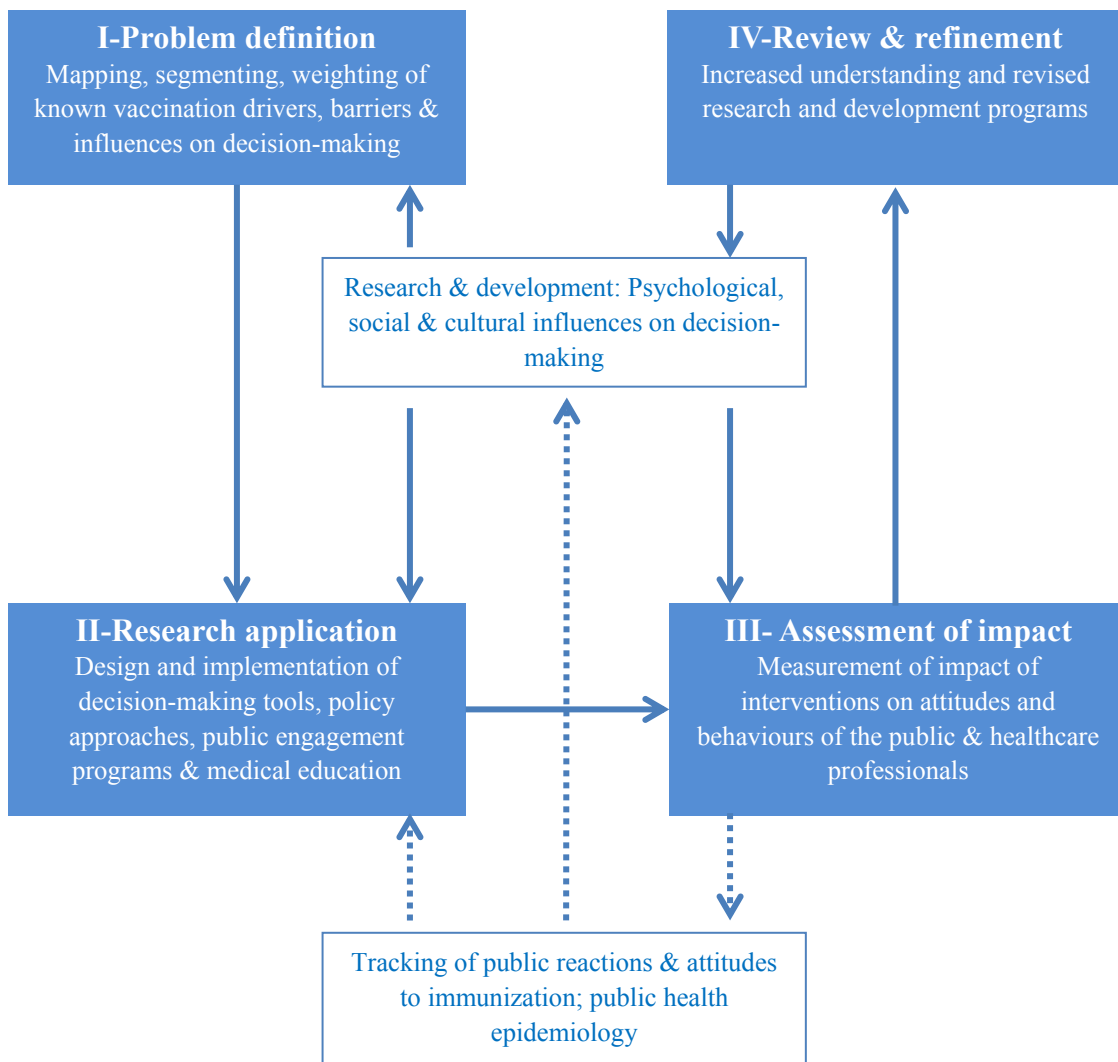 I-Problem definition
Mapping, segmenting, weighting of
known vaccination drivers, barriers &
influences on decision-making
IV-Review & refinement
Increased understanding and revised
research and development programs
Research & development: Psychological,
social & cultural influences on decision-
making
II-Research application
Design and implementation of
decision-making tools, policy
approaches, public engagement
programs & medical education
III- Assessment of impact
Measurement of impact of
interventions on attitudes and
behaviours of the public & healthcare
professionals
Tracking of public reactions & attitudes
to immunization; public health
epidemiology